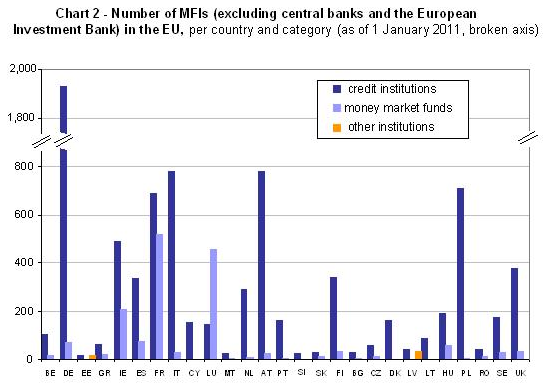 Chart 2 - Number of MFIs (excluding central banks and the European
Investment Bank) in the EU, per country and category (as of 1 January 2011, broken axis)
2,000
1,800
800
600
400
200
0
credit institutions
money market funds
other institutions
BE DE EE GR IE ES FR IT CY LU MT NL AT PT SI SK FI BG CZ DK LV LT HU PL RO SE UK